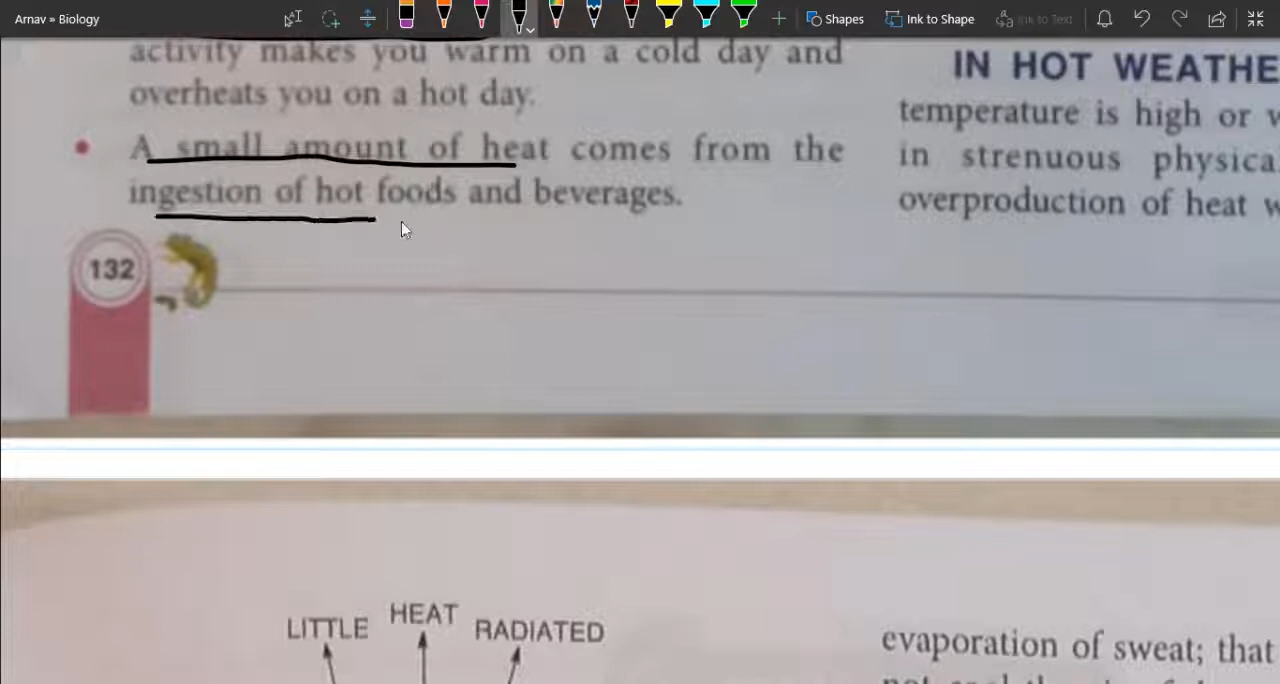 Arnav » Biology
Shapes
Ink to Shape
Ink to Text
activity makes you warm on a cold day and
overheats you on a hot day.
• A small amount of heat comes from the
ingestion of hot foods and beverages.
132
IN HOT WEATHE
temperature is high or w
in strenuous physica
overproduction of heat w
LITTLE HEAT RADIATED
evaporation of sweat; that